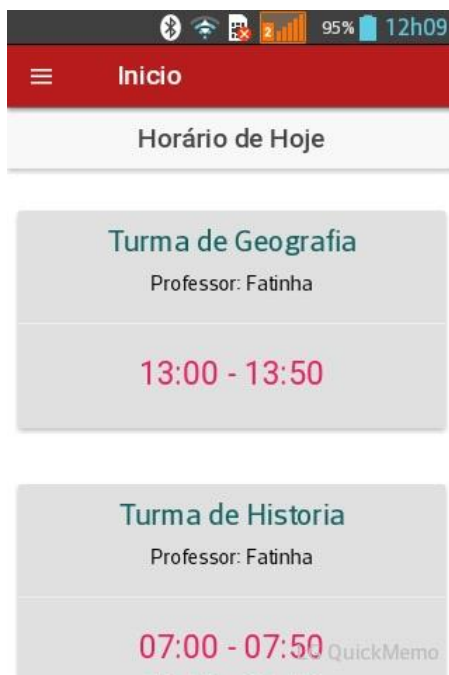 2 95% 12h09
Inicio
Horário de Hoje
Turma de Geografia
Professor: Fatinha
13:00 - 13:50
Turma de Historia
Professor: Fatinha
07:00 - 07:50
QuickMemo